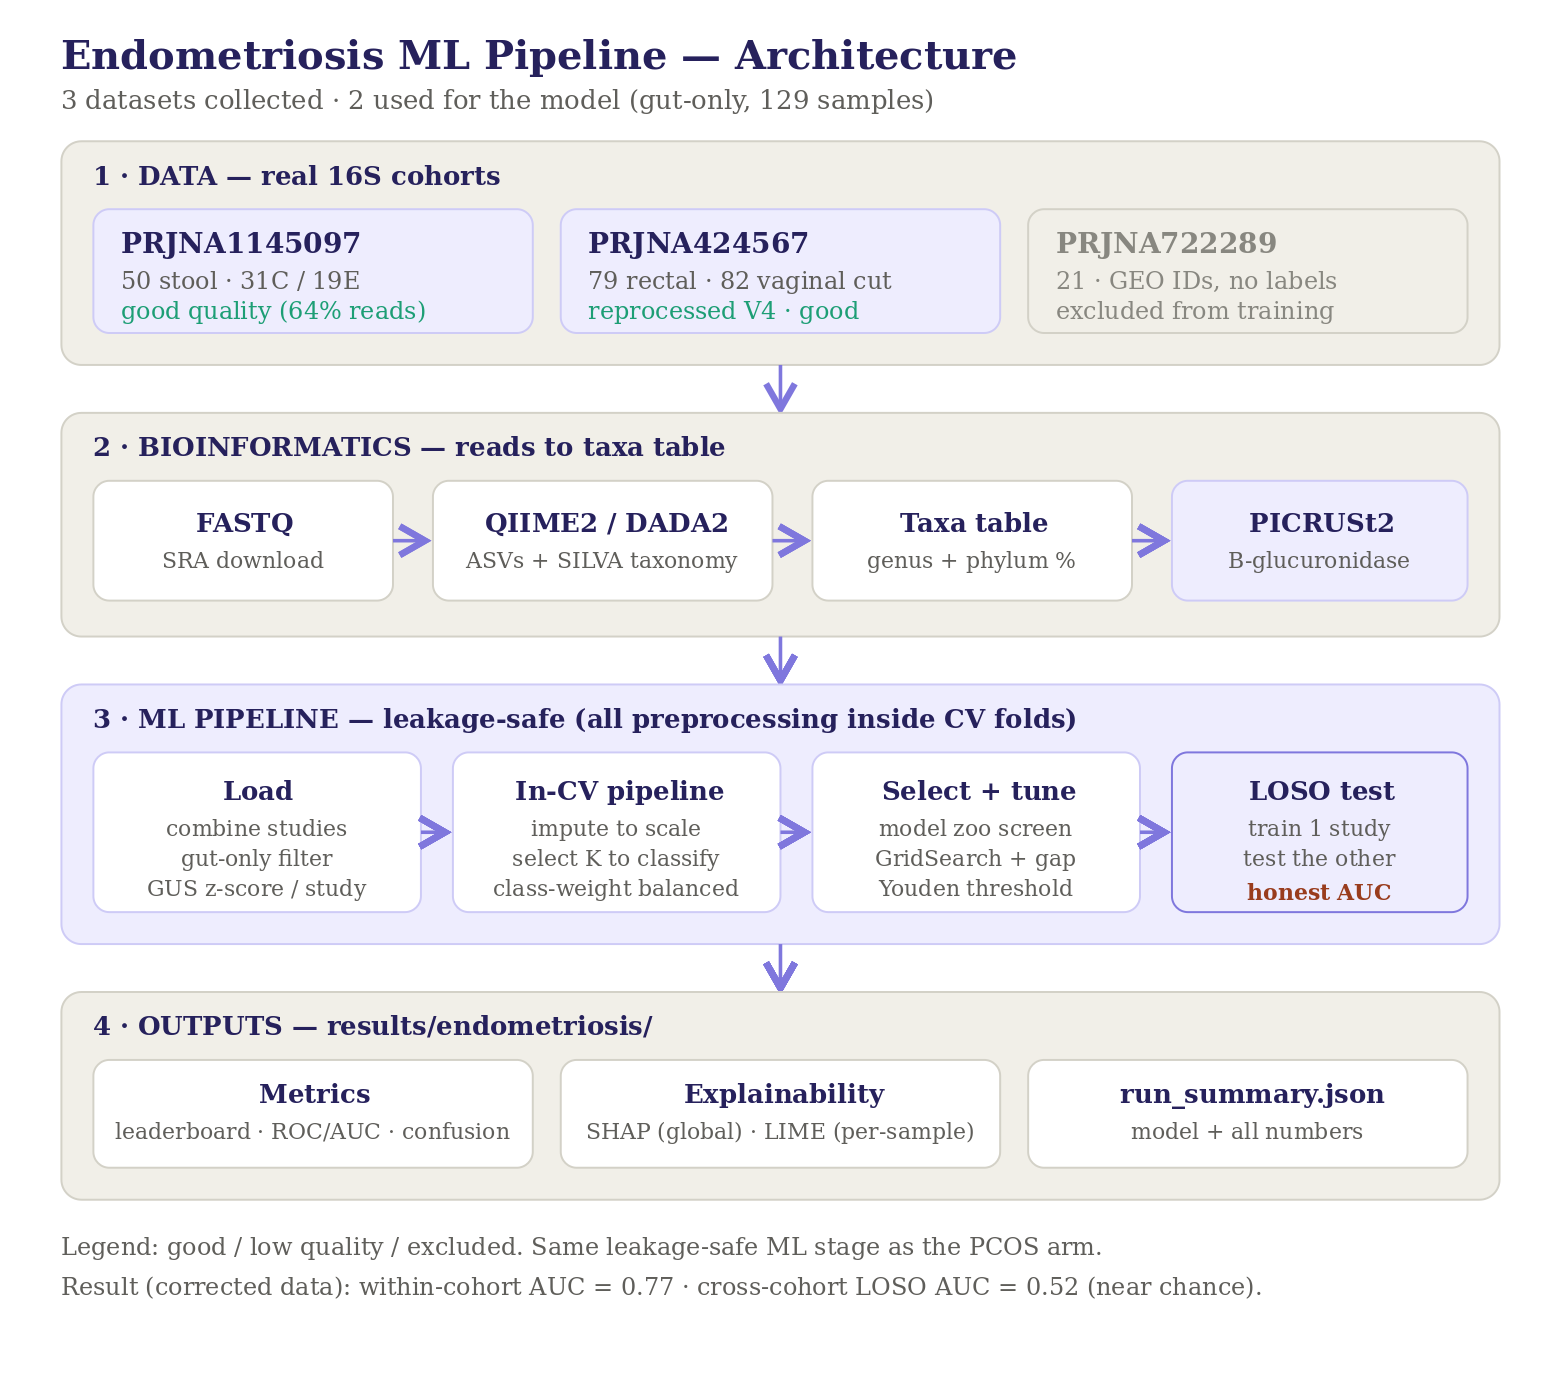 Endometriosis ML Pipeline — Architecture
3 datasets collected · 2 used for the model (gut-only, 129 samples)
1 · DATA — real 16S cohorts
PRJNA1145097
50 stool · 31C / 19E
good quality (64% reads)
PRJNA424567
79 rectal · 82 vaginal cut
reprocessed V4 · good
PRJNA722289
21 · GEO IDs, no labels
excluded from training
2 · BIOINFORMATICS — reads to taxa table
FASTQ
SRA download
QIIME2 / DADA2
ASVs + SILVA taxonomy
Taxa table
genus + phylum %
PICRUSt2
B-glucuronidase
3 · ML PIPELINE — leakage-safe (all preprocessing inside CV folds)
Load
combine studies
gut-only filter
GUS z-score / study
In-CV pipeline
impute to scale
select K to classify
class-weight balanced
Select + tune
model zoo screen
GridSearch + gap
Youden threshold
LOSO test
train 1 study
test the other
honest AUC
4 · OUTPUTS — results/endometriosis/
Metrics
leaderboard · ROC/AUC · confusion
Explainability
SHAP (global) · LIME (per-sample)
run_summary.json
model + all numbers
Legend: good / low quality / excluded. Same leakage-safe ML stage as the PCOS arm.
Result (corrected data): within-cohort AUC = 0.77 · cross-cohort LOSO AUC = 0.52 (near chance).